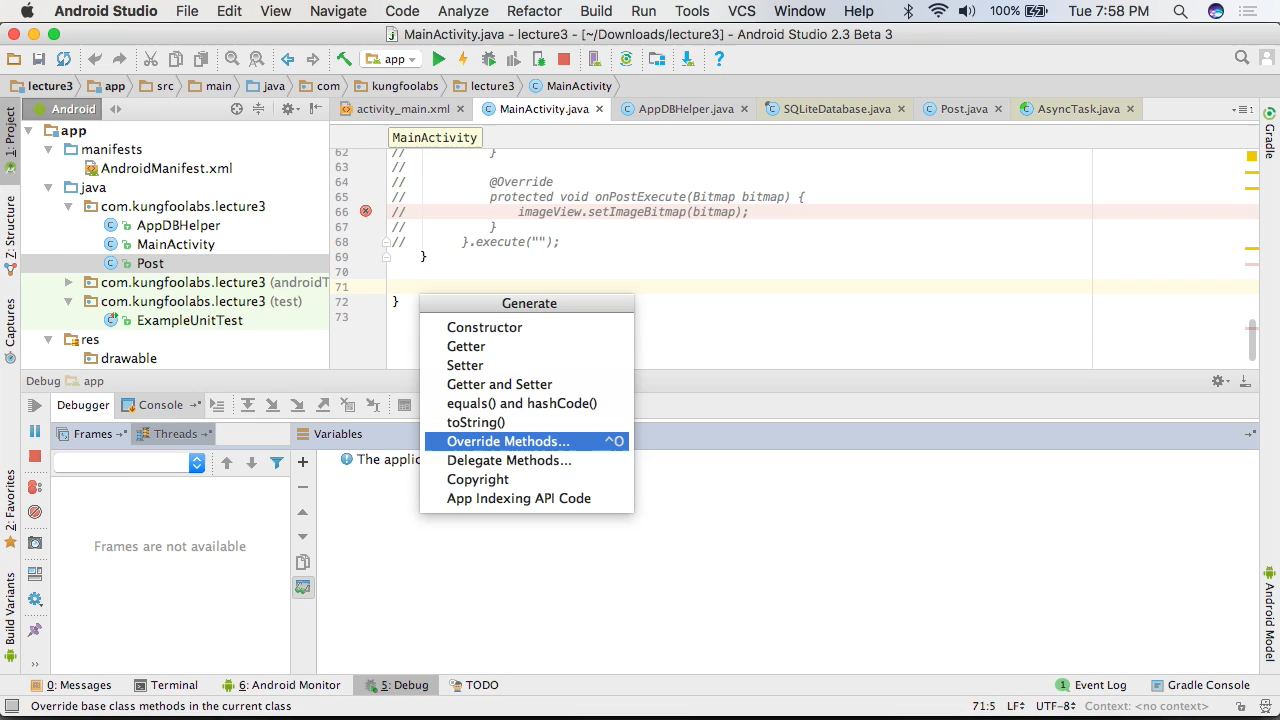 Android Studio File Edit View Navigate Code Analyze Refactor Build Run Tools VCS Window Help 100% Tue 7:58 PM
MainActivity.java - lecture3 - [~/Downloads/lecture3] - Android Studio 2.3 Beta 3
app
lecture3 app src main java com kungfoolabs lecture3 MainActivity
Android activity_main.xml MainActivity.java AppDBHelper.java SQLiteDatabase.java Post.java AsyncTask.java
1: Project
Z: Structure
Captures
2: Favorites
Build Variants
app
manifests
AndroidManifest.xml
java
com.kungfoolabs.lecture3
AppDBHelper
MainActivity
Post
com.kungfoolabs.lecture3 (androidT
com.kungfoolabs.lecture3 (test)
ExampleUnitTest
res
drawable
MainActivity
62 // }
63 //
64 // @Override
65 // protected void onPostExecute(Bitmap bitmap) {
66 // imageView.setImageBitmap(bitmap);
67 // }
68 // }.execute("");
69 }
70
71
72 }
73
Generate
Constructor
Getter
Setter
Getter and Setter
equals() and hashCode()
toString()
Override Methods... ^O
Delegate Methods...
Copyright
App Indexing API Code
Gradle
Android Model
Debug app
Debugger Console
Frames Threads Variables
The applic
Frames are not available
0: Messages Terminal 6: Android Monitor 5: Debug TODO 1 Event Log Gradle Console
Override base class methods in the current class 71:5 LF UTF-8 Context: <no context>